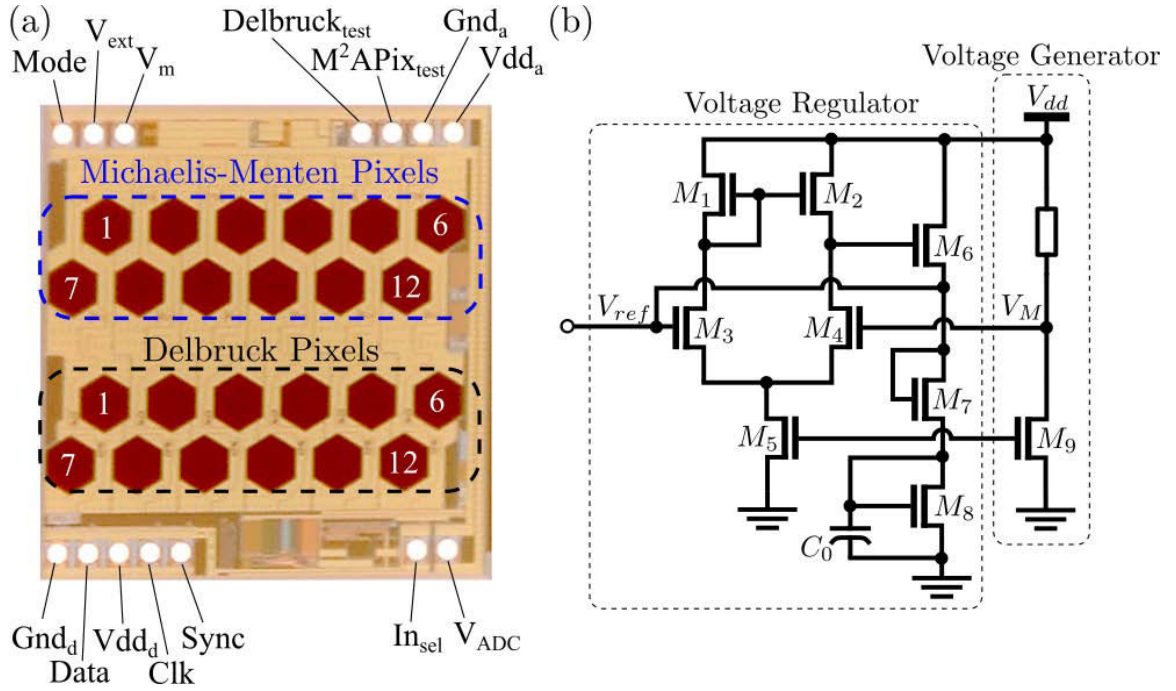 (a)
Delbruck_test
Gnd_a
V_ext
V_m
M²APix_test
Mode
Vdd_a
Michaelis-Menten Pixels
1
6
7
12
Delbruck Pixels
1
6
7
12
Gnd_d
Vdd_d
Sync
In_sel
V_ADC
Data
Clk
(b)
Voltage Generator
Voltage Regulator
V_dd
M_1
M_2
M_6
V_ref
M_3
M_4
V_M
M_7
M_5
M_9
M_8
C_0